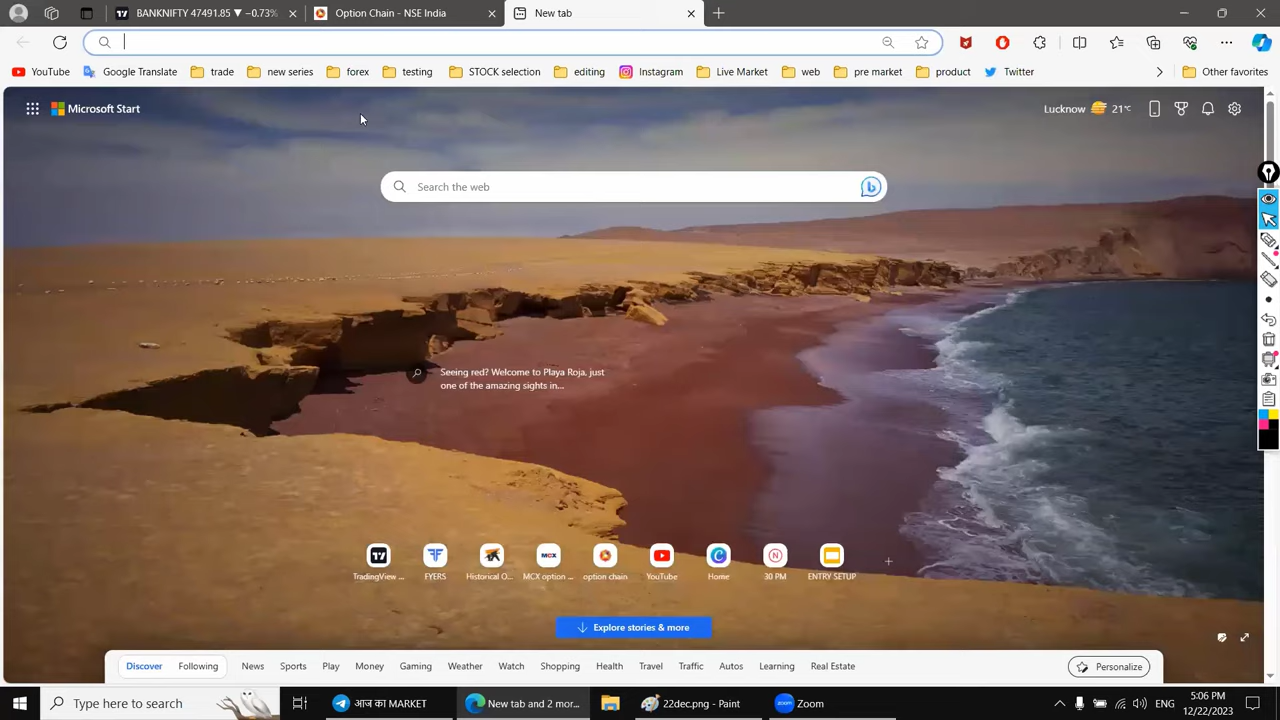 BANKNIFTY 47491.85 ▼ −0.73%
Option Chain - NSE India
New tab
YouTube
Google Translate
trade
new series
forex
testing
STOCK selection
editing
Instagram
Live Market
web
pre market
product
Twitter
Other favorites
Microsoft Start
Lucknow
21°C
Search the web
Seeing red? Welcome to Playa Roja, just
one of the amazing sights in...
TradingView ...
FYERS
Historical O...
MCX option ...
option chain
YouTube
Home
30 PM
ENTRY SETUP
Explore stories & more
Discover
Following
News
Sports
Play
Money
Gaming
Weather
Watch
Shopping
Health
Travel
Traffic
Autos
Learning
Real Estate
Personalize
Type here to search
आज का MARKET
New tab and 2 mor...
22dec.png - Paint
zoom
Zoom
5:06 PM
12/22/2023